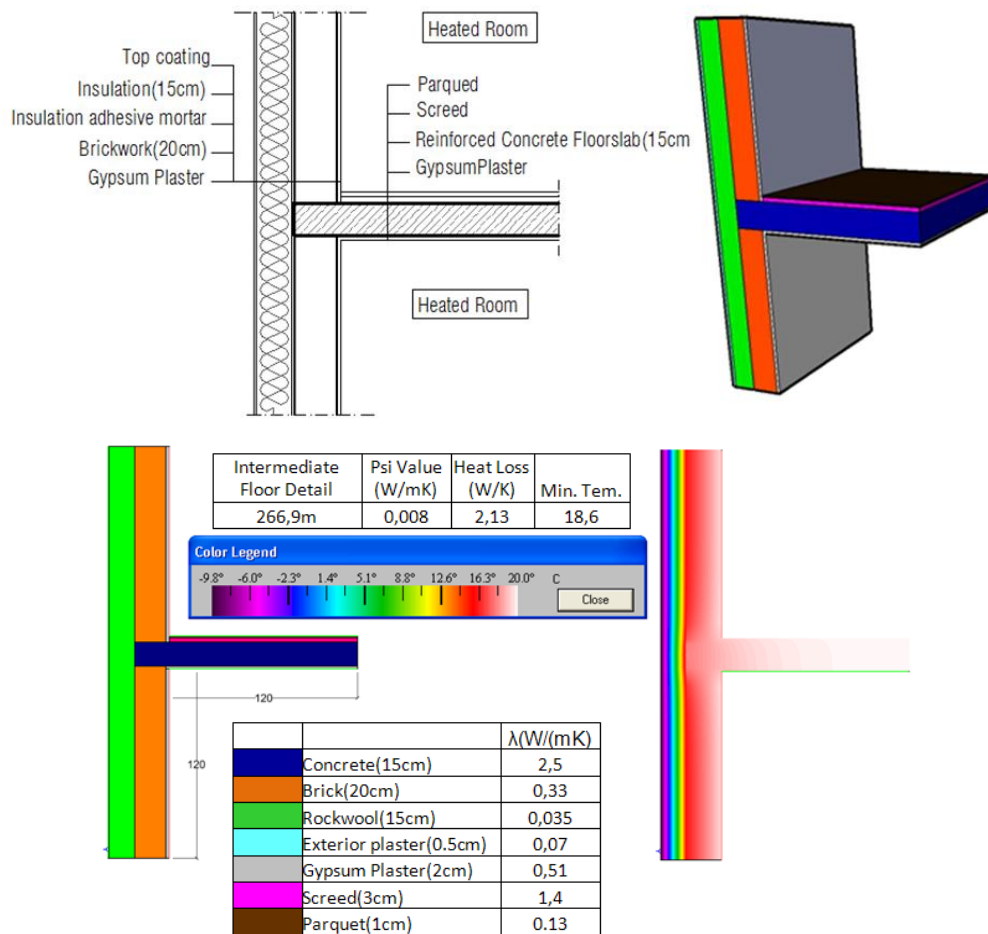 Heated Room
Top coating
Insulation(15cm)
Insulation adhesive mortar
Brickwork(20cm)
Gypsum Plaster
Parqued
Screed
Reinforced Concrete Floorslab(15cm
GypsumPlaster
Heated Room
Intermediate Floor Detail Psi Value (W/mK) Heat Loss (W/K) Min. Tem.
266,9m 0,008 2,13 18,6
Color Legend
-9.8° -6.0° -2.3° 1.4° 5.1° 8.8° 12.6° 16.3° 20.0° C
Close
120
120
λ(W/(mK)
Concrete(15cm) 2,5
Brick(20cm) 0,33
Rockwool(15cm) 0,035
Exterior plaster(0.5cm) 0,07
Gypsum Plaster(2cm) 0,51
Screed(3cm) 1,4
Parquet(1cm) 0.13